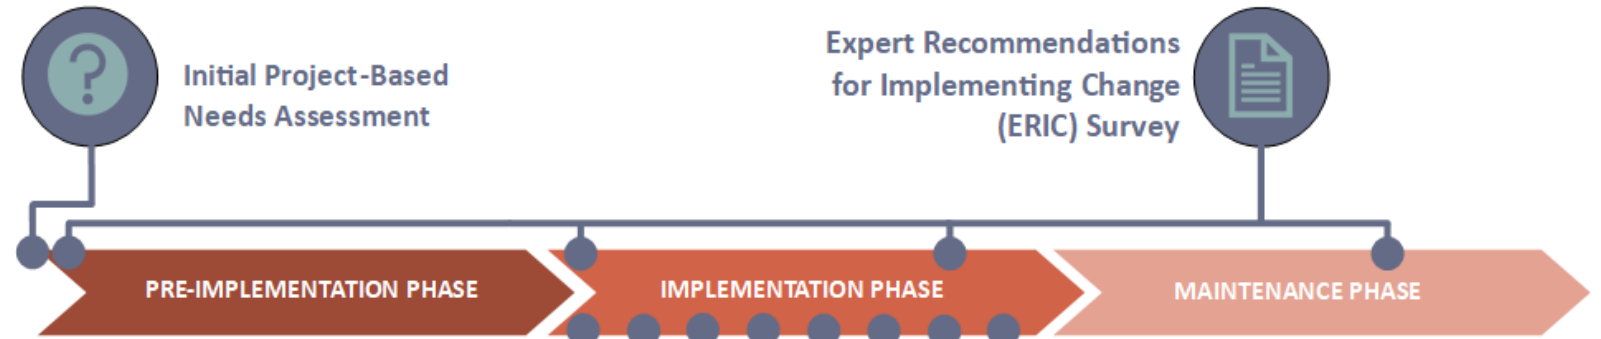 Initial Project-Based
Needs Assessment
Expert Recommendations
for Implementing Change
(ERIC) Survey
PRE-IMPLEMENTATION PHASE
IMPLEMENTATION PHASE
MAINTENANCE PHASE